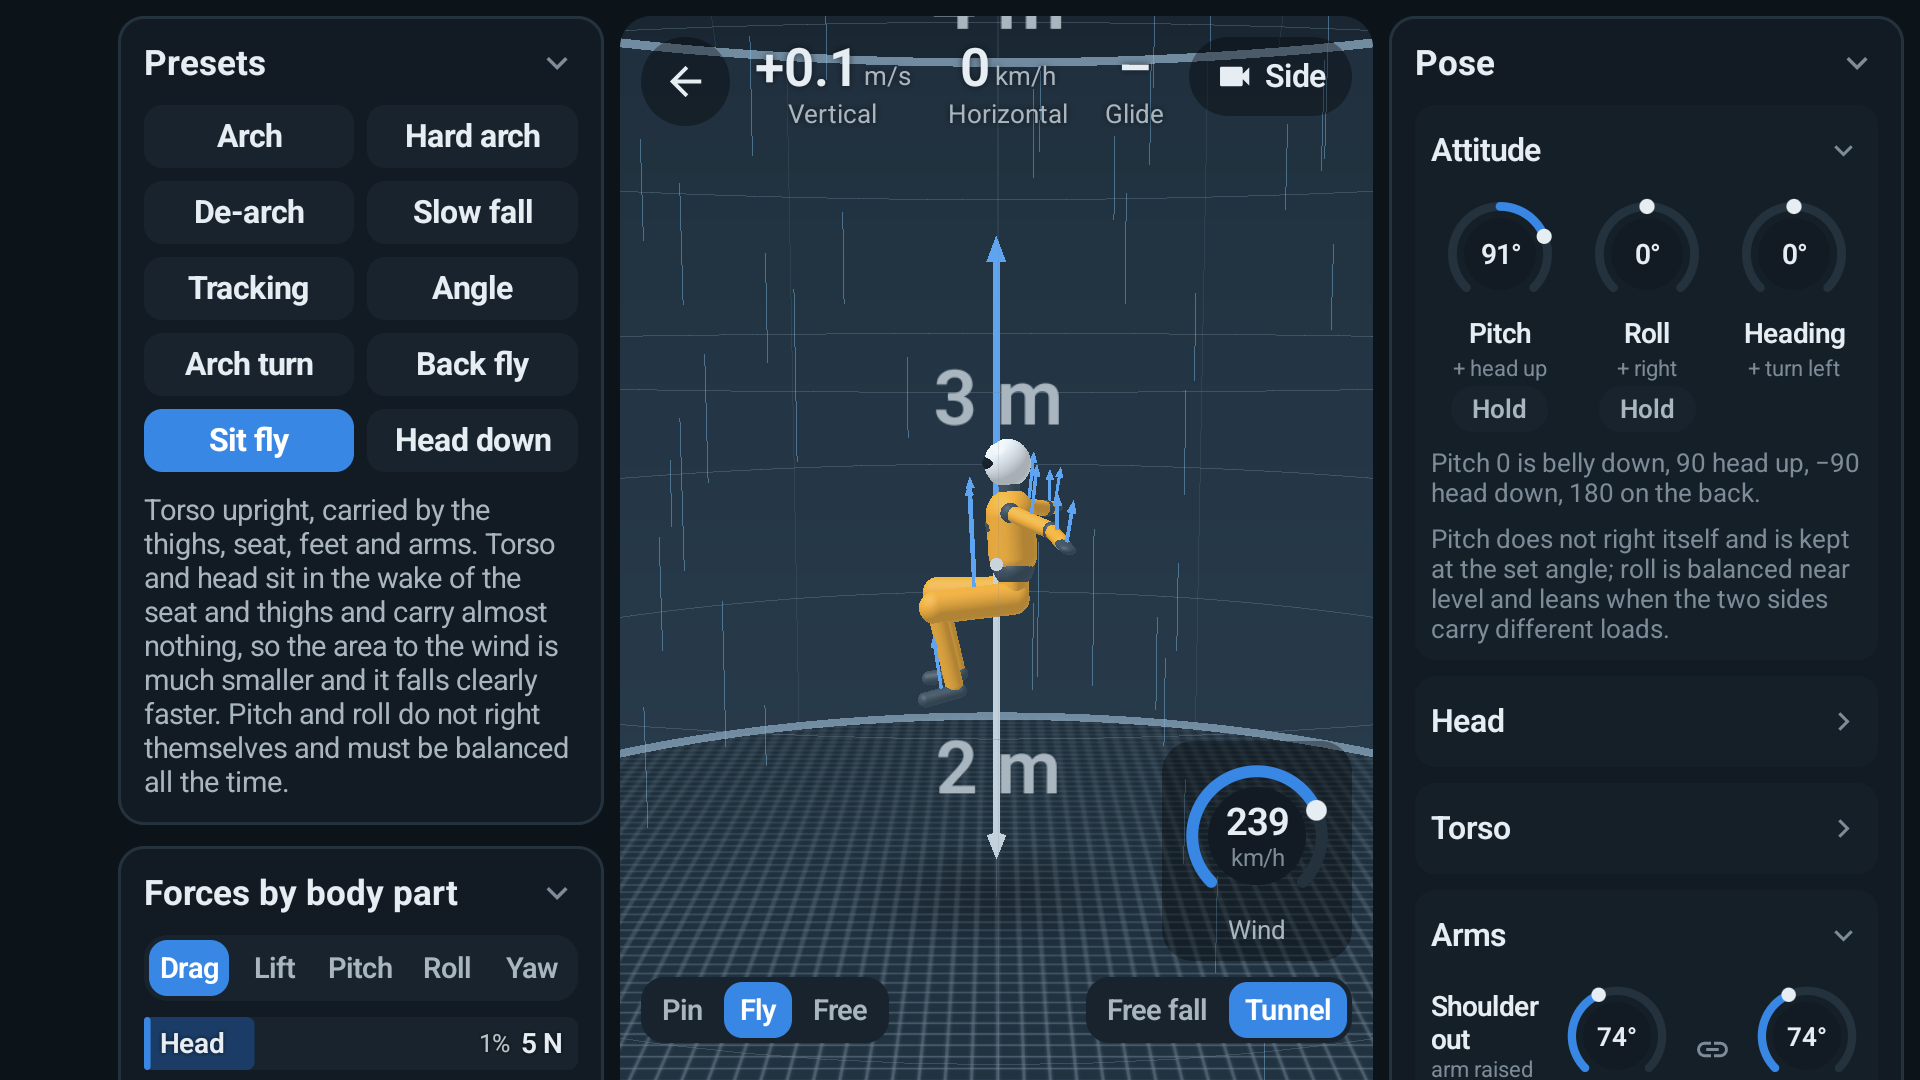 Presets
Arch
Hard arch
De-arch
Slow fall
Tracking
Angle
Arch turn
Back fly
Sit fly
Head down
Torso upright, carried by the
thighs, seat, feet and arms. Torso
and head sit in the wake of the
seat and thighs and carry almost
nothing, so the area to the wind is
much smaller and it falls clearly
faster. Pitch and roll do not right
themselves and must be balanced
all the time.
Forces by body part
Drag
Lift
Pitch
Roll
Yaw
Head 1% 5 N
+0.1 m/s
Vertical
0 km/h
Horizontal
–
Glide
Side
3 m
2 m
239
km/h
Wind
Pin
Fly
Free
Free fall
Tunnel
Pose
Attitude
91°
0°
0°
Pitch
Roll
Heading
+ head up
+ right
+ turn left
Hold
Hold
Pitch 0 is belly down, 90 head up, −90
head down, 180 on the back.
Pitch does not right itself and is kept
at the set angle; roll is balanced near
level and leans when the two sides
carry different loads.
Head
Torso
Arms
Shoulder
out
arm raised
74°
74°